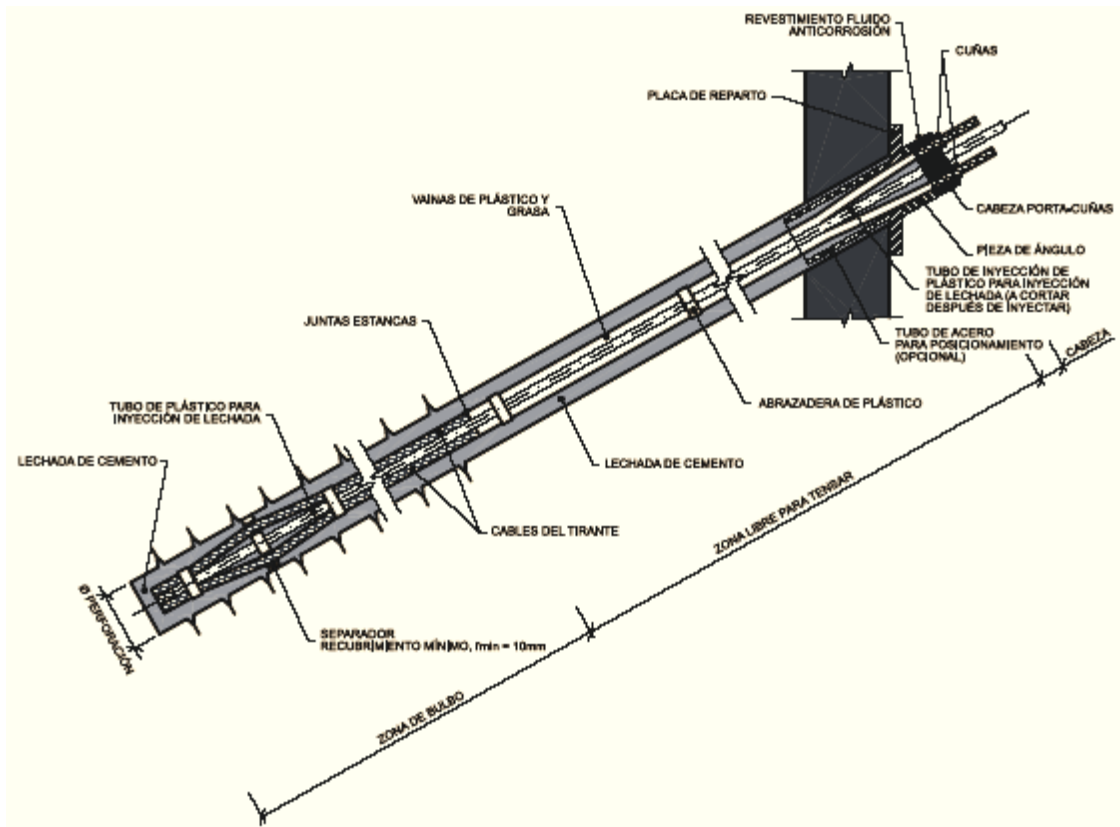 REVESTIMIENTO FLUIDO
ANTICORROSIÓN
CUÑAS
PLACA DE REPARTO
VAINAS DE PLÁSTICO Y
GRASA
CABEZA PORTA-CUÑAS
PIEZA DE ÁNGULO
TUBO DE INYECCIÓN DE
PLÁSTICO PARA INYECCIÓN
DE LECHADA (A CORTAR
DESPUÉS DE INYECTAR)
JUNTAS ESTANCAS
TUBO DE ACERO
PARA POSICIONAMIENTO
(OPCIONAL)
CABEZA
ABRAZADERA DE PLÁSTICO
TUBO DE PLÁSTICO PARA
INYECCIÓN DE LECHADA
LECHADA DE CEMENTO
LECHADA DE CEMENTO
CABLES DEL TIRANTE
ZONA LIBRE PARA TENSAR
Ø PERFORACIÓN
SEPARADOR
RECUBRIMIENTO MÍNIMO, rmin = 10mm
ZONA DE BULBO